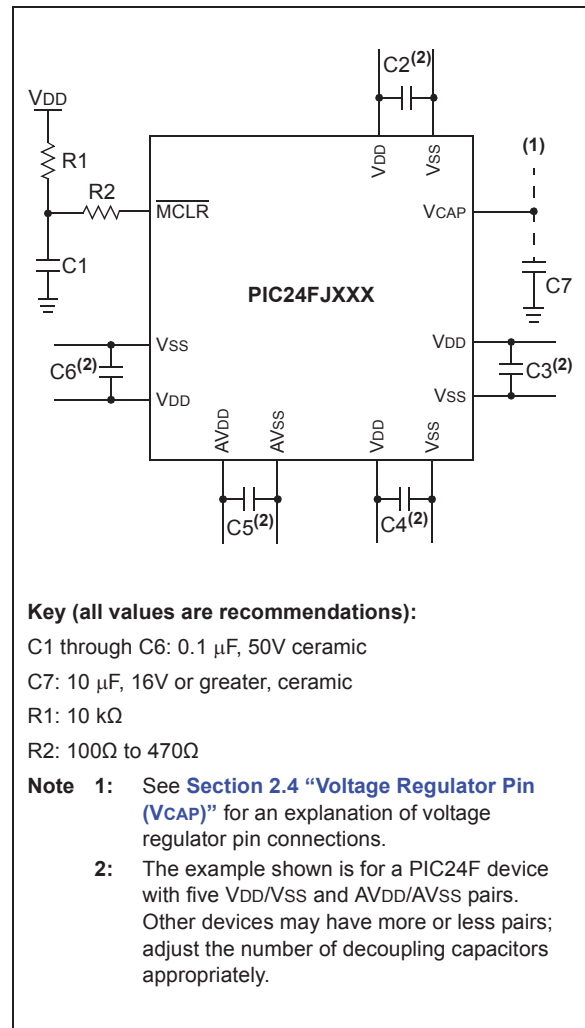 C2(2)
VDD
R1
R2
C1
MCLR
VDD
VSS
(1)
VCAP
C7
PIC24FJXXX
VSS
VDD
C6(2)
VDD
VSS
C3(2)
AVDD
AVSS
VDD
VSS
C5(2)
C4(2)
Key (all values are recommendations):
C1 through C6: 0.1 μF, 50V ceramic
C7: 10 μF, 16V or greater, ceramic
R1: 10 kΩ
R2: 100Ω to 470Ω
Note 1: See Section 2.4 “Voltage Regulator Pin
(VCAP)” for an explanation of voltage
regulator pin connections.
2: The example shown is for a PIC24F device
with five VDD/VSS and AVDD/AVSS pairs.
Other devices may have more or less pairs;
adjust the number of decoupling capacitors
appropriately.